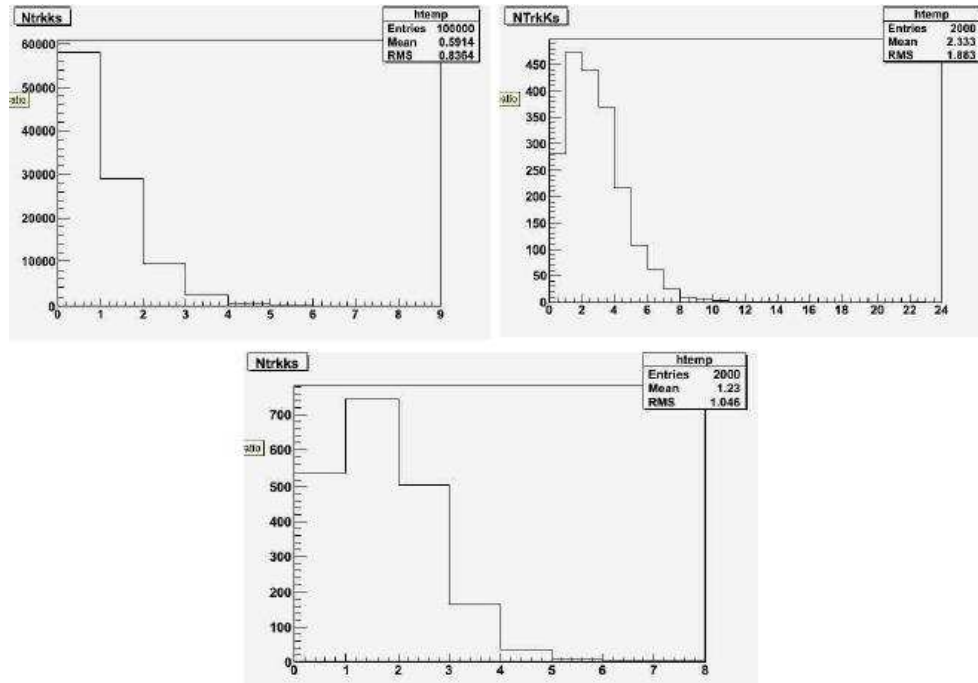 Ntrkks
htemp
Entries 100000
Mean 0.5914
RMS 0.8364
60000
50000
40000
30000
20000
10000
0
0 1 2 3 4 5 6 7 8 9
NTrkKs
htemp
Entries 2000
Mean 2.333
RMS 1.883
450
400
350
300
250
200
150
100
50
0
0 2 4 6 8 10 12 14 16 18 20 22 24
Ntrkks
htemp
Entries 2000
Mean 1.23
RMS 1.046
700
600
500
400
300
200
100
0
0 1 2 3 4 5 6 7 8